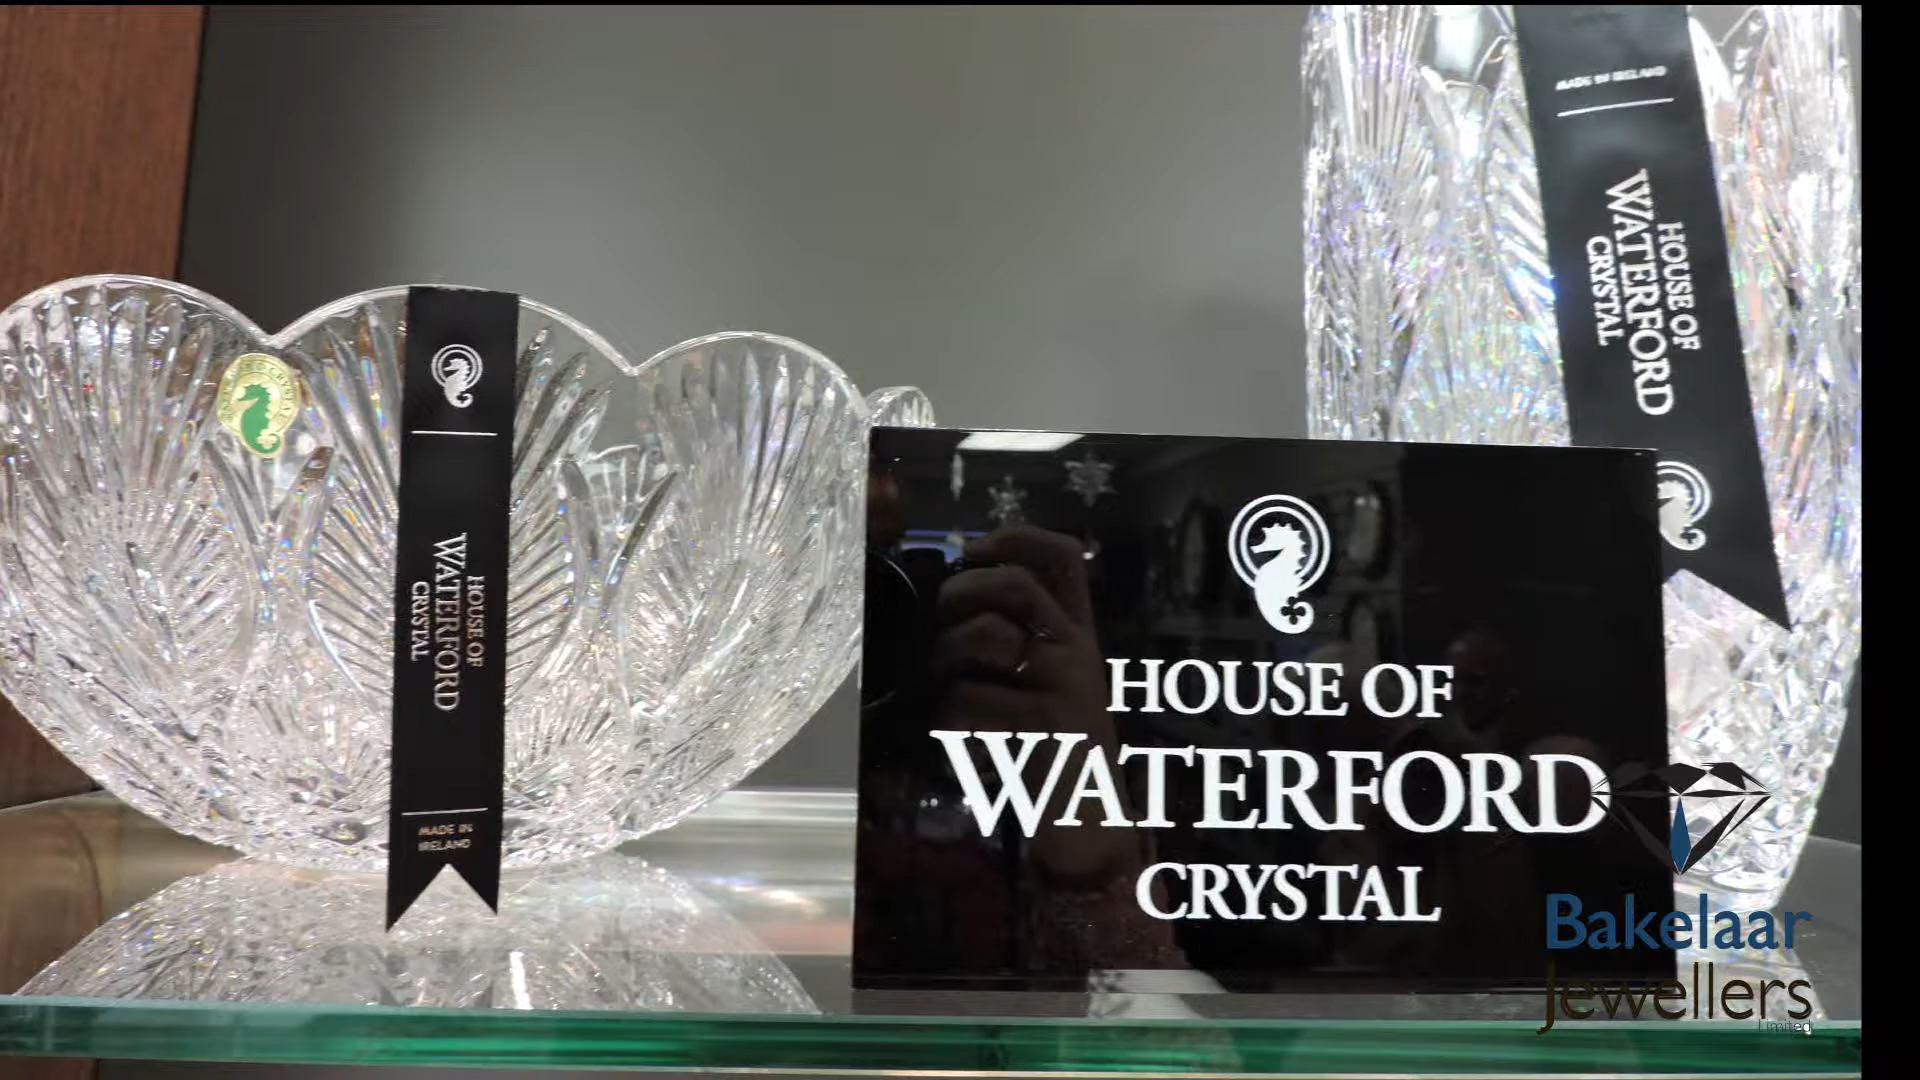 HOUSE OF
WATERFORD
CRYSTAL
MADE IN
IRELAND
HOUSE OF
WATERFORD
CRYSTAL
MADE IN IRELAND
HOUSE OF
WATERFORD
CRYSTAL
Bakelaar
Jewellers
Limited